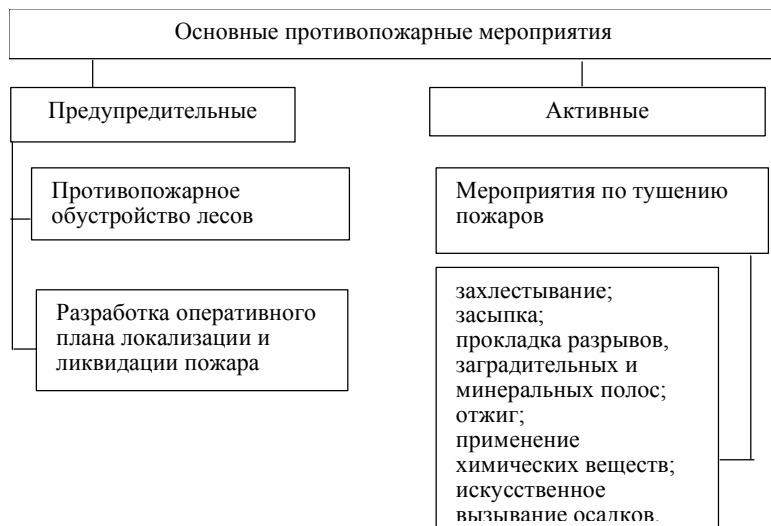 Основные противопожарные мероприятия
Предупредительные
Активные
Противопожарное
обустройство лесов
Мероприятия по тушению
пожаров
Разработка оперативного
плана локализации и
ликвидации пожара
захлестывание;
засыпка;
прокладка разрывов,
заградительных и
минеральных полос;
отжиг;
применение
химических веществ;
искусственное
вызывание осадков.